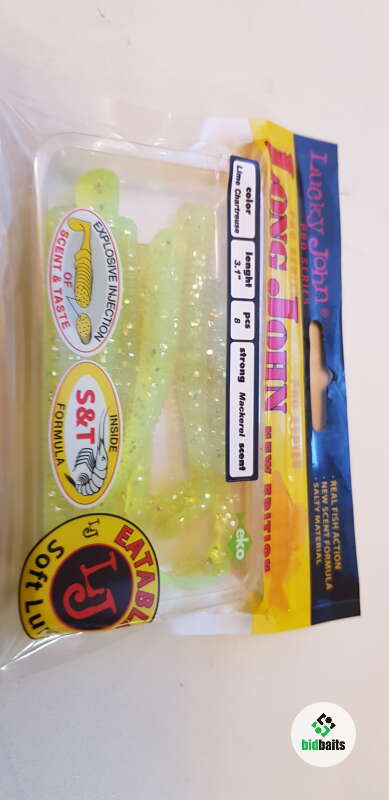 Lucky John®
PRO SERIES
LONG JOHN
NEW EDITION
· REAL FISH ACTION
· NEW SCENT FORMULA
· SALTY MATERIAL
color
Lime Chartreuse
lenght
3.1"
pcs
8
strong Mackerel scent
EXPLOSIVE INJECTION
OF
SCENT & TASTE
INSIDE
S&T
FORMULA
LJ
LJ
Soft
eko
bidbaits